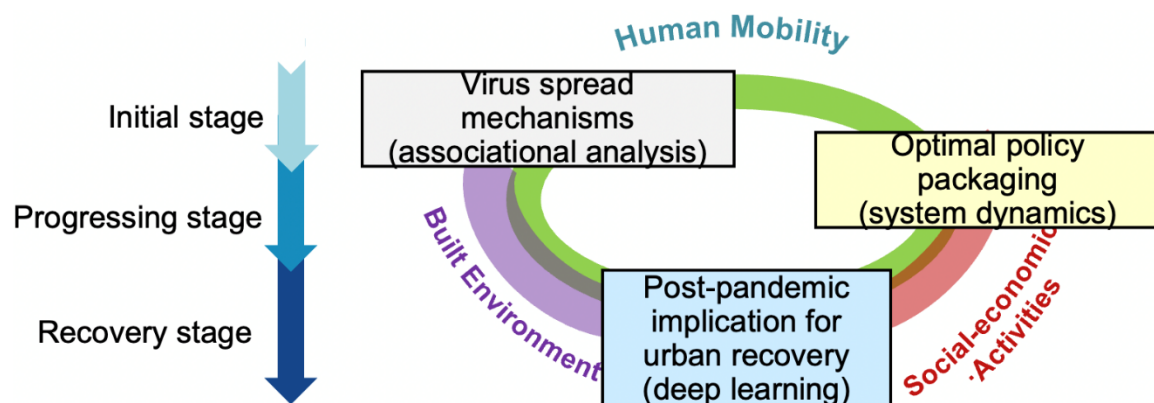 Human Mobility
Initial stage
Virus spread
mechanisms
(associational analysis)
Optimal policy
packaging
(system dynamics)
Progressing stage
Built Environment
Social-economic
·Activities
Recovery stage
Post-pandemic
implication for
urban recovery
(deep learning)